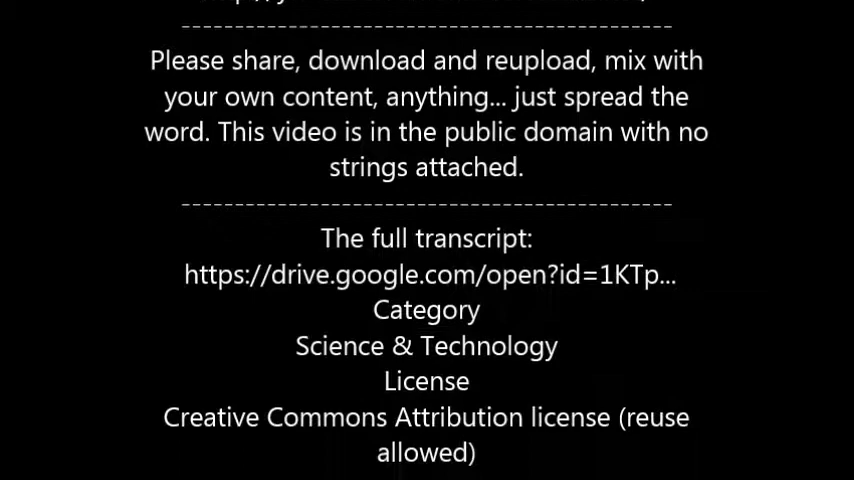 ----------------------------------------------
Please share, download and reupload, mix with
your own content, anything... just spread the
word. This video is in the public domain with no
strings attached.
----------------------------------------------
The full transcript:
https://drive.google.com/open?id=1KTp...
Category
Science & Technology
License
Creative Commons Attribution license (reuse
allowed)